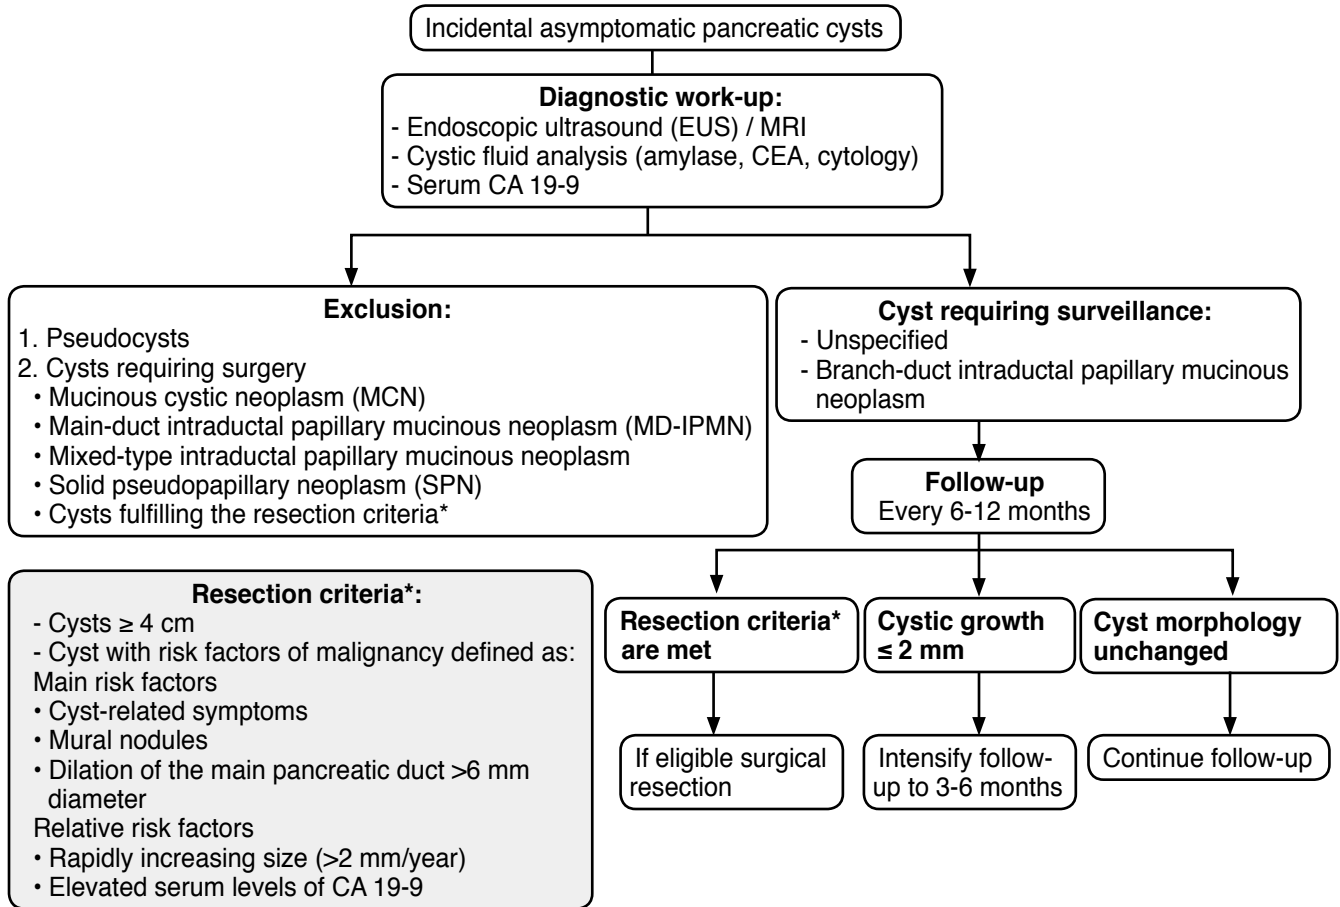 Incidental asymptomatic pancreatic cysts
Diagnostic work-up:
- Endoscopic ultrasound (EUS) / MRI
- Cystic fluid analysis (amylase, CEA, cytology)
- Serum CA 19-9
Exclusion:
1. Pseudocysts
2. Cysts requiring surgery
• Mucinous cystic neoplasm (MCN)
• Main-duct intraductal papillary mucinous neoplasm (MD-IPMN)
• Mixed-type intraductal papillary mucinous neoplasm
• Solid pseudopapillary neoplasm (SPN)
• Cysts fulfilling the resection criteria*
Cyst requiring surveillance:
- Unspecified
- Branch-duct intraductal papillary mucinous
neoplasm
Follow-up
Every 6-12 months
Resection criteria*
are met
Cystic growth
≤ 2 mm
Cyst morphology
unchanged
If eligible surgical
resection
Intensify follow-
up to 3-6 months
Continue follow-up
Resection criteria*:
- Cysts ≥ 4 cm
- Cyst with risk factors of malignancy defined as:
Main risk factors
• Cyst-related symptoms
• Mural nodules
• Dilation of the main pancreatic duct >6 mm
diameter
Relative risk factors
• Rapidly increasing size (>2 mm/year)
• Elevated serum levels of CA 19-9